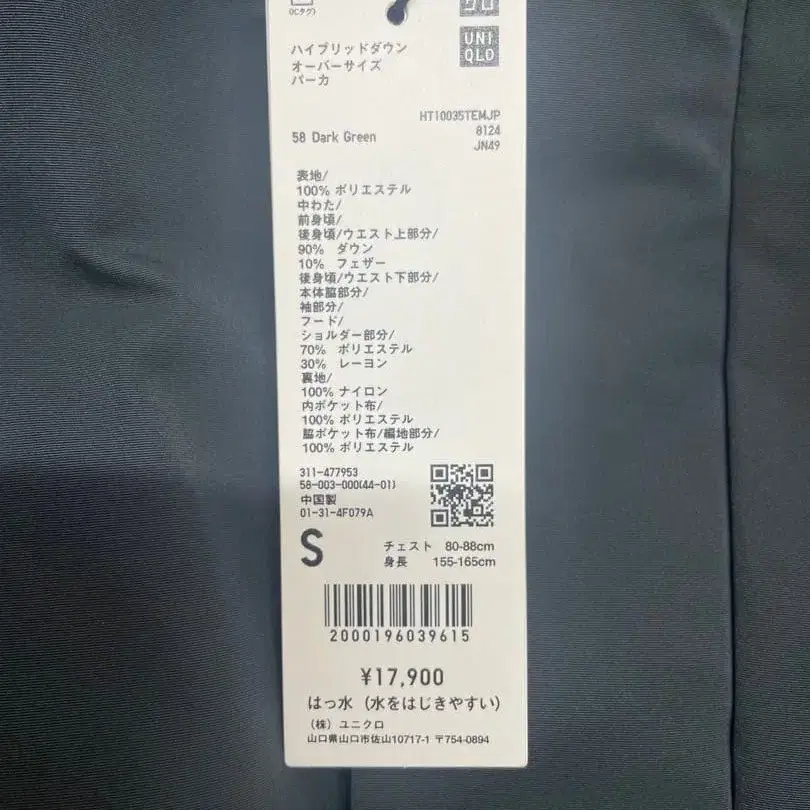 (ICタグ)
UNI
QLO
ハイブリッドダウン
オーバーサイズ
パーカ
HT10035TEMJP
58 Dark Green
8124
JN49
表地/
100% ポリエステル
中わた/
前身頃/
後身頃/ウエスト上部分/
90% ダウン
10% フェザー
後身頃/ウエスト下部分/
本体脇部分/
袖部分/
フード/
ショルダー部分/
70% ポリエステル
30% レーヨン
裏地/
100% ナイロン
内ポケット布/
100% ポリエステル
脇ポケット布/編地部分/
100% ポリエステル
311-477953
58-003-000(44-01)
中国製
01-31-4F079A
S
チェスト 80-88cm
身長 155-165cm
2000196039615
¥17,900
はっ水 (水をはじきやすい)
(株) ユニクロ
山口県山口市佐山10717-1 〒754-0894